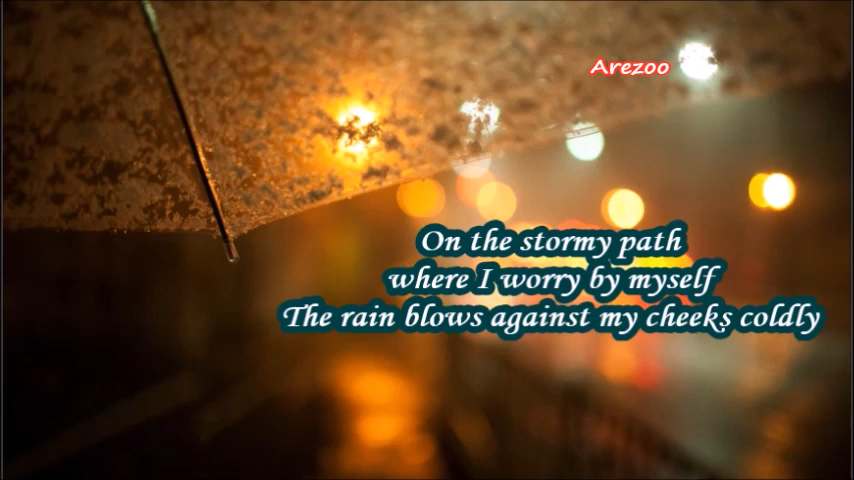 Arezoo
On the stormy path
where I worry by myself
The rain blows against my cheeks coldly